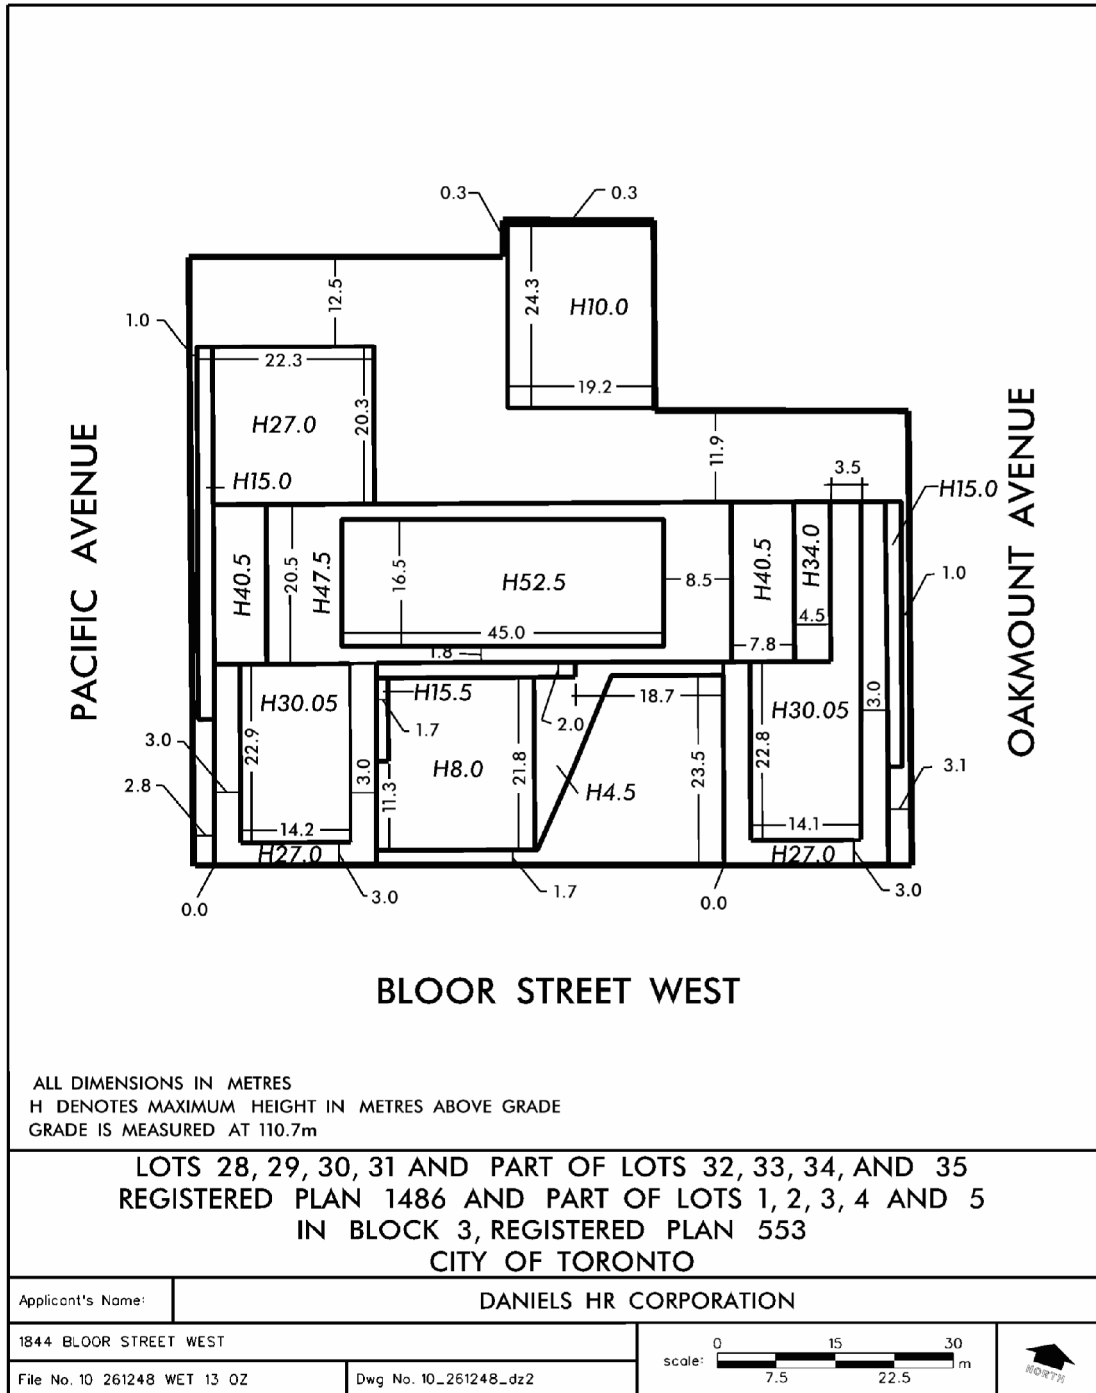 0.3
0.3
24.3
H10.0
12.5
1.0
22.3
19.2
H27.0
20.3
11.9
PACIFIC AVENUE
OAKMOUNT AVENUE
3.5
H15.0
H15.0
H40.5
20.5
H47.5
16.5
H52.5
8.5
H40.5
H34.0
1.0
45.0
4.5
1.8
7.8
H30.05
H15.5
18.7
H30.05
3.0
1.7
2.0
3.0
22.9
H8.0
21.8
23.5
22.8
2.8
3.0
11.3
H4.5
3.1
14.2
14.1
H27.0
H27.0
0.0
3.0
1.7
0.0
3.0
BLOOR STREET WEST
ALL DIMENSIONS IN METRES
H DENOTES MAXIMUM HEIGHT IN METRES ABOVE GRADE
GRADE IS MEASURED AT 110.7m
LOTS 28, 29, 30, 31 AND PART OF LOTS 32, 33, 34, AND 35
REGISTERED PLAN 1486 AND PART OF LOTS 1, 2, 3, 4 AND 5
IN BLOCK 3, REGISTERED PLAN 553
CITY OF TORONTO
Applicant's Name:
DANIELS HR CORPORATION
1844 BLOOR STREET WEST
File No. 10 261248 WET 13 OZ
Dwg No. 10_261248_dz2
0 15 30
scale: m
7.5 22.5
NORTH